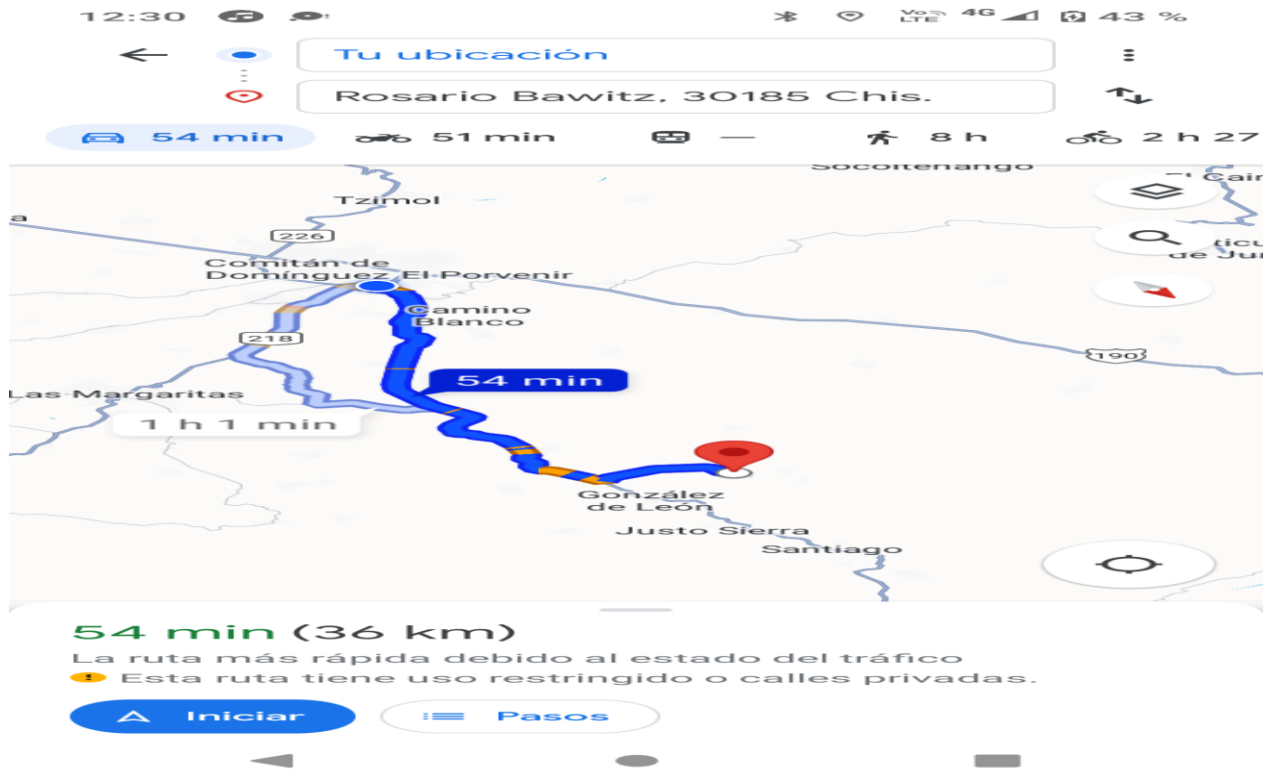 12:30
Vo LTE 4G 43 %
Tu ubicación
Rosario Bawitz, 30185 Chis.
54 min 51 min — 8 h 2 h 27
Socoltenango
Tzimol
226
Comitán de
Domínguez
El Porvenir
Camino
Blanco
218
190
Las Margaritas
54 min
1 h 1 min
González
de León
Justo Sierra
Santiago
54 min (36 km)
La ruta más rápida debido al estado del tráfico
Esta ruta tiene uso restringido o calles privadas.
Iniciar
Pasos